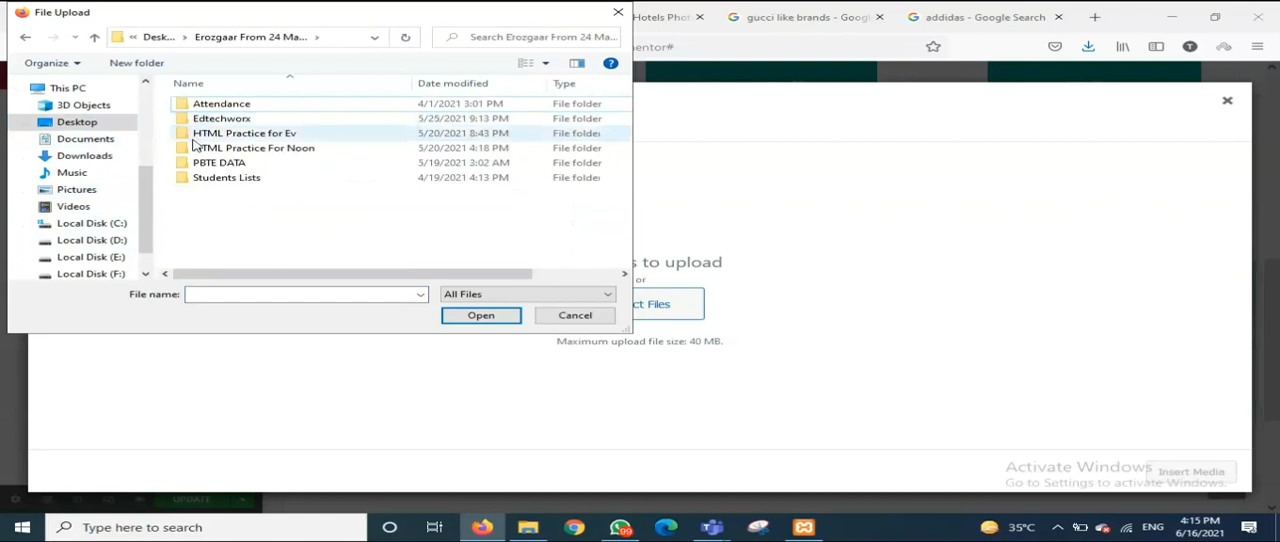 File Upload
Hotels Phot
gucci like brands - Googl
addidas - Google Search
Desk...
Erozgaar From 24 Ma...
Search Erozgaar From 24 Ma...
mentor#
Organize
New folder
Name
Date modified
Type
This PC
3D Objects
Desktop
Documents
Downloads
Music
Pictures
Videos
Local Disk (C:)
Local Disk (D:)
Local Disk (E:)
Local Disk (F:)
Attendance 4/1/2021 3:01 PM File folder
Edtechworx 5/25/2021 9:13 PM File folder
HTML Practice for Ev 5/20/2021 8:43 PM File folder
HTML Practice For Noon 5/20/2021 4:18 PM File folder
PBTE DATA 5/19/2021 3:02 AM File folder
Students Lists 4/19/2021 4:13 PM File folder
File name:
All Files
Open
Cancel
s to upload
or
ct Files
Maximum upload file size: 40 MB.
Activate Windows
Go to Settings to activate Windows.
Insert Media
UPDATE
Type here to search
99
35°C
ENG
4:15 PM
6/16/2021